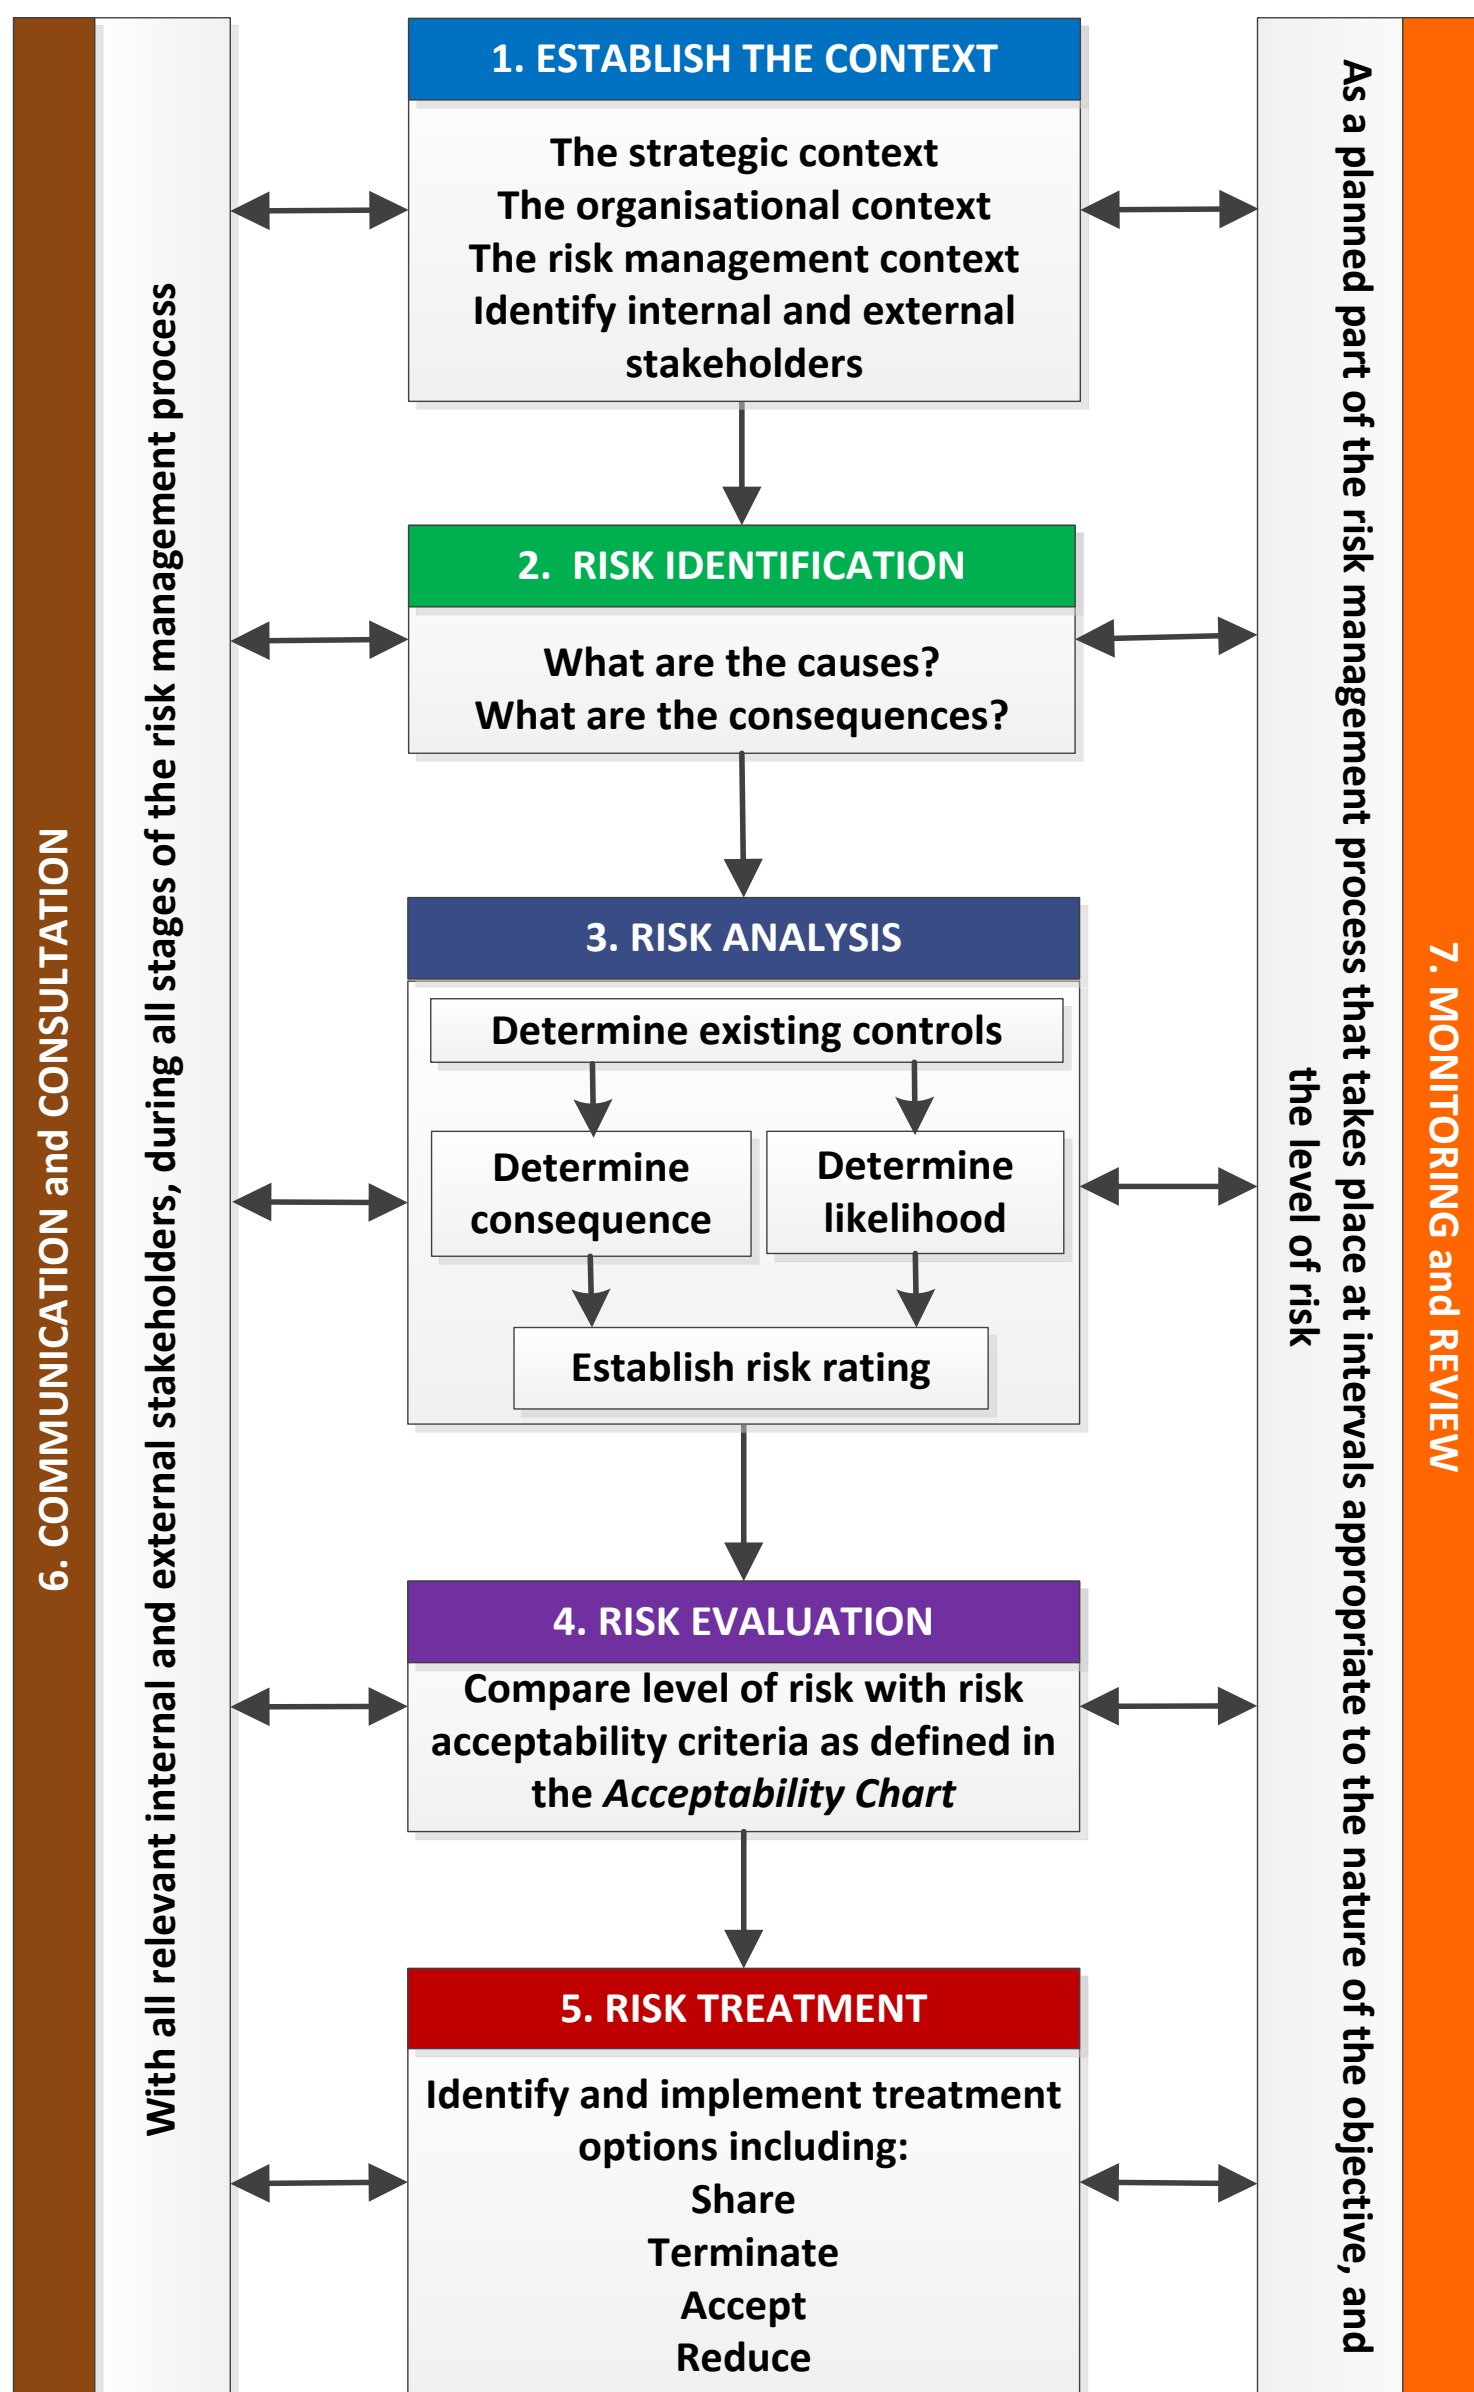 1. ESTABLISH THE CONTEXT
The strategic context
The organisational context
The risk management context
Identify internal and external
stakeholders
2.  RISK IDENTIFICATION
What are the causes?
What are the consequences?
3. RISK ANALYSIS
Determine existing controls
Determine
consequence
Determine
likelihood
Establish risk rating
4. RISK EVALUATION
Compare level of risk with risk
acceptability criteria as defined in
the Acceptability Chart
5. RISK TREATMENT
Identify and implement treatment
options including:
Share
Terminate
Accept
Reduce
6. COMMUNICATION and CONSULTATION
With all relevant internal and external stakeholders, during all stages of the risk management process
7. MONITORING and REVIEW
As a planned part of the risk management process that takes place at intervals appropriate to the nature of the objective, and
the level of risk